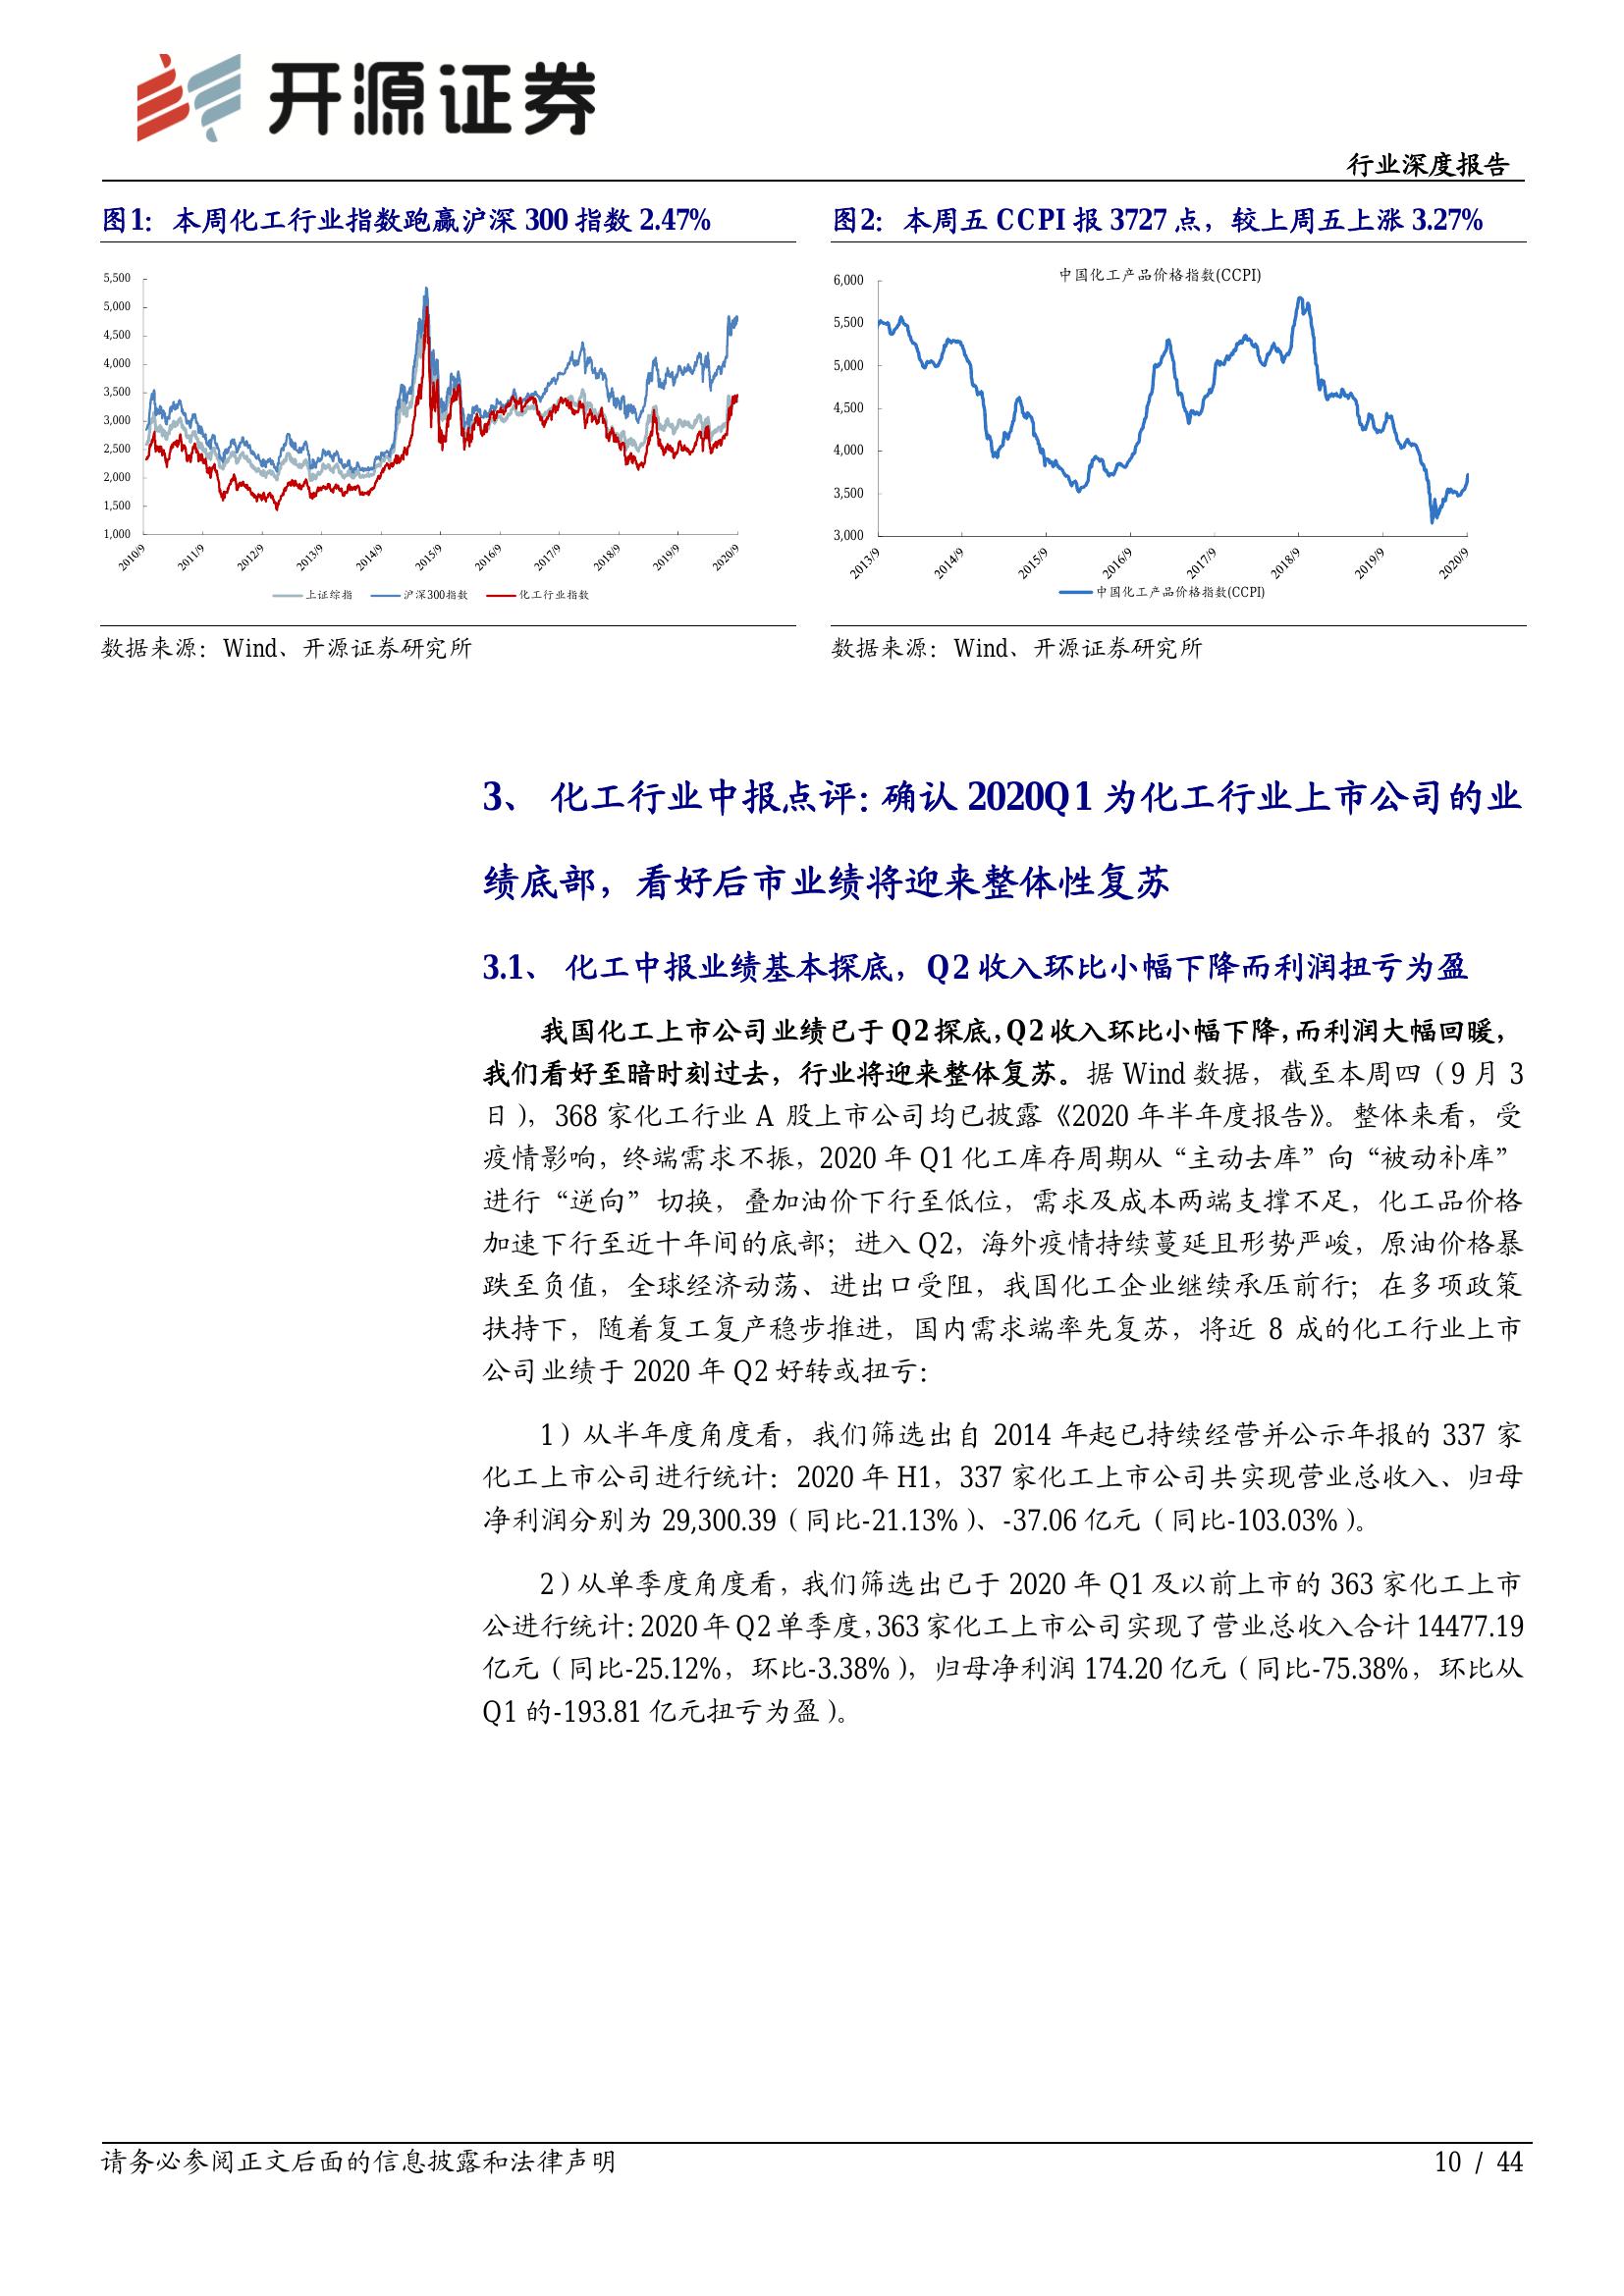 开源证券
行业深度报告
图1：本周化工行业指数跑赢沪深 300 指数 2.47%
5,500
5,000
4,500
4,000
3,500
3,000
2,500
2,000
1,500
1,000
2010/9
2011/9
2012/9
2013/9
2014/9
2015/9
2016/9
2017/9
2018/9
2019/9
2020/9
上证综指 沪深300指数 化工行业指数
数据来源：Wind、开源证券研究所
图2：本周五 CCPI 报 3727 点，较上周五上涨 3.27%
中国化工产品价格指数(CCPI)
6,000
5,500
5,000
4,500
4,000
3,500
3,000
2013/9
2014/9
2015/9
2016/9
2017/9
2018/9
2019/9
2020/9
中国化工产品价格指数(CCPI)
数据来源：Wind、开源证券研究所
3、 化工行业中报点评：确认 2020Q1 为化工行业上市公司的业
绩底部，看好后市业绩将迎来整体性复苏
3.1、 化工中报业绩基本探底，Q2 收入环比小幅下降而利润扭亏为盈
我国化工上市公司业绩已于 Q2 探底，Q2 收入环比小幅下降，而利润大幅回暖，
我们看好至暗时刻过去，行业将迎来整体复苏。据 Wind 数据，截至本周四（9 月 3
日），368 家化工行业 A 股上市公司均已披露《2020 年半年度报告》。整体来看，受
疫情影响，终端需求不振，2020 年 Q1 化工库存周期从“主动去库”向“被动补库”
进行“逆向”切换，叠加油价下行至低位，需求及成本两端支撑不足，化工品价格
加速下行至近十年间的底部；进入 Q2，海外疫情持续蔓延且形势严峻，原油价格暴
跌至负值，全球经济动荡、进出口受阻，我国化工企业继续承压前行；在多项政策
扶持下，随着复工复产稳步推进，国内需求端率先复苏，将近 8 成的化工行业上市
公司业绩于 2020 年 Q2 好转或扭亏：
1）从半年度角度看，我们筛选出自 2014 年起已持续经营并公示年报的 337 家
化工上市公司进行统计：2020 年 H1，337 家化工上市公司共实现营业总收入、归母
净利润分别为 29,300.39（同比-21.13%）、-37.06 亿元（同比-103.03%）。
2）从单季度角度看，我们筛选出已于 2020 年 Q1 及以前上市的 363 家化工上市
公进行统计：2020 年 Q2 单季度，363 家化工上市公司实现了营业总收入合计 14477.19
亿元（同比-25.12%，环比-3.38%），归母净利润 174.20 亿元（同比-75.38%，环比从
Q1 的-193.81 亿元扭亏为盈）。
请务必参阅正文后面的信息披露和法律声明
10 / 44